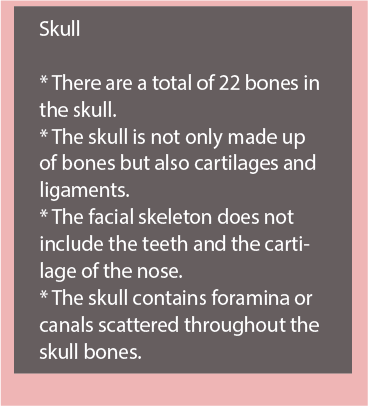 Skull
* There are a total of 22 bones in
the skull.
* The skull is not only made up
of bones but also cartilages and
ligaments.
* The facial skeleton does not
include the teeth and the carti-
lage of the nose.
* The skull contains foramina or
canals scattered throughout the
skull bones.